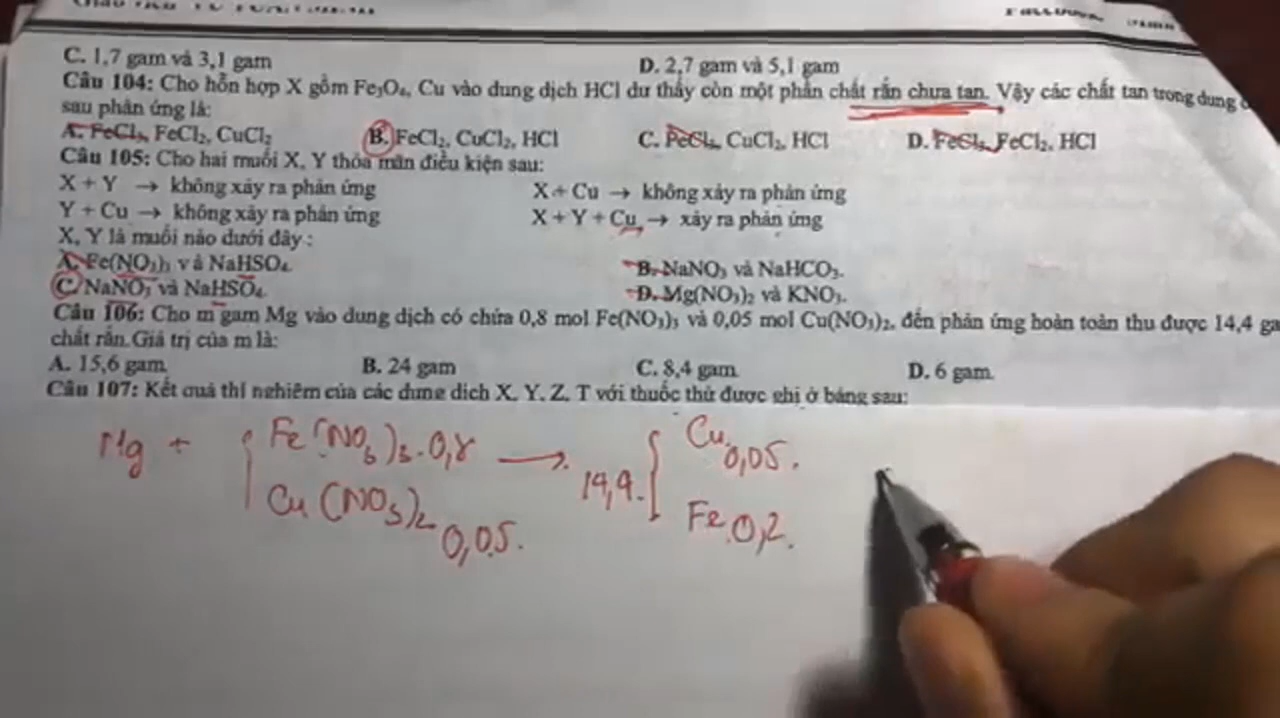 C. 1,7 gam và 3,1 gam D. 2,7 gam và 5,1 gam
Câu 104: Cho hỗn hợp X gồm Fe₃O₄, Cu vào dung dịch HCl dư thấy còn một phần chất rắn chưa tan. Vậy các chất tan trong dung
sau phản ứng là:
A. FeCl₃, FeCl₂, CuCl₂ B. FeCl₂, CuCl₂, HCl C. FeCl₃, CuCl₂, HCl D. FeCl₃, FeCl₂, HCl
Câu 105: Cho hai muối X, Y thỏa mãn điều kiện sau:
X + Y → không xảy ra phản ứng X + Cu → không xảy ra phản ứng
Y + Cu → không xảy ra phản ứng X + Y + Cu → xảy ra phản ứng
X, Y là muối nào dưới đây :
A. Fe(NO₃)₃ và NaHSO₄. B. NaNO₃ và NaHCO₃.
C. NaNO₃ và NaHSO₄. D. Mg(NO₃)₂ và KNO₃.
Câu 106: Cho m gam Mg vào dung dịch có chứa 0,8 mol Fe(NO₃)₃ và 0,05 mol Cu(NO₃)₂, đến phản ứng hoàn toàn thu được 14,4
chất rắn. Giá trị của m là:
A. 15,6 gam. B. 24 gam C. 8,4 gam. D. 6 gam.
Câu 107: Kết quả thí nghiệm của các dung dịch X, Y, Z, T với thuốc thử được ghi ở bảng sau:
Mg + Fe(NO₃)₃ 0,8 → 14,4 Cu 0,05.
Cu(NO₃)₂ 0,05. Fe 0,2.